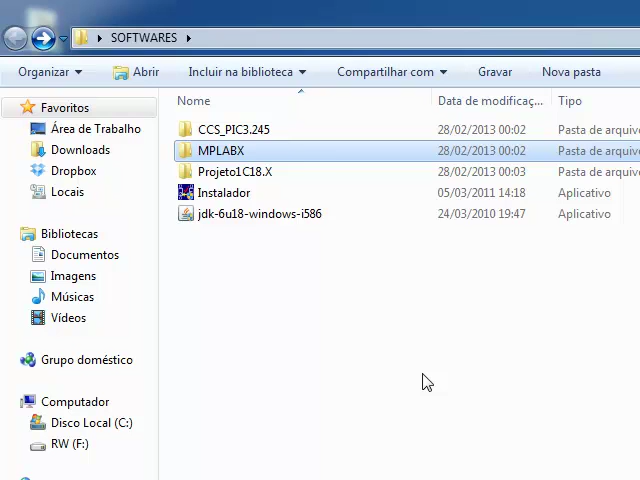 SOFTWARES
Organizar Abrir Incluir na biblioteca Compartilhar com Gravar Nova pasta
Nome Data de modificaç... Tipo
Favoritos
Área de Trabalho
Downloads
Dropbox
Locais
Bibliotecas
Documentos
Imagens
Músicas
Vídeos
Grupo doméstico
Computador
Disco Local (C:)
RW (F:)
CCS_PIC3.245 28/02/2013 00:02 Pasta de arquivo
MPLABX 28/02/2013 00:02 Pasta de arquivo
Projeto1C18.X 28/02/2013 00:03 Pasta de arquivo
Instalador 05/03/2011 14:18 Aplicativo
jdk-6u18-windows-i586 24/03/2010 19:47 Aplicativo